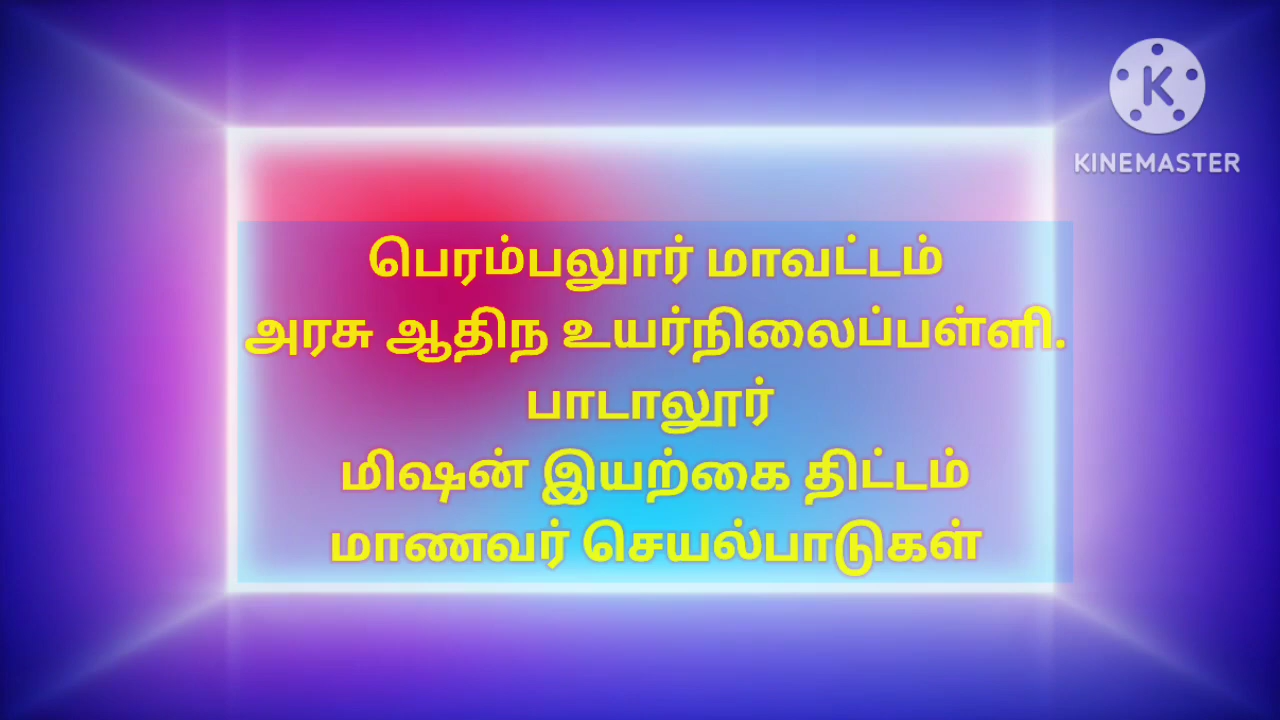 KINEMASTER
பெரம்பலுார் மாவட்டம்
அரசு ஆதிந உயர்நிலைப்பள்ளி.
பாடாலூர்
மிஷன் இயற்கை திட்டம்
மாணவர் செயல்பாடுகள்